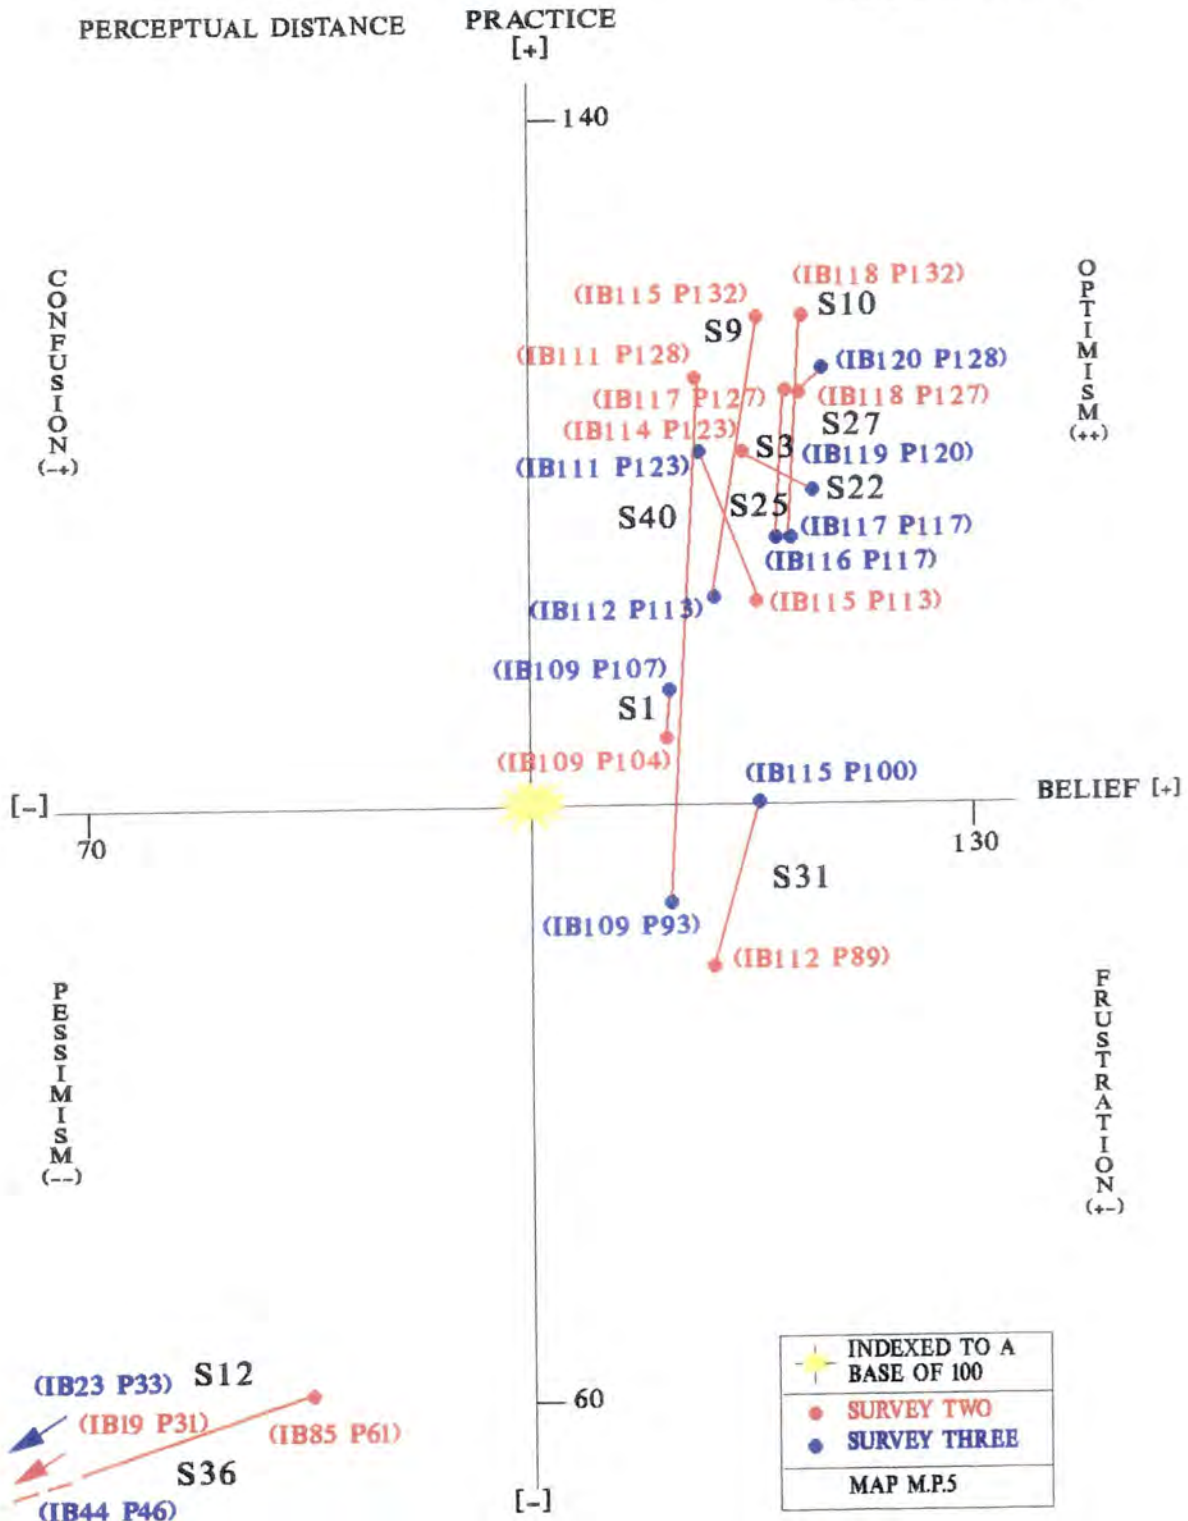 PERCEPTUAL DISTANCE
PRACTICE
[+]
140
CONFUSION
(-+)
OPTIMISM
(++)
(IB118 P132)
(IB115 P132)
S10
S9
(IB111 P128)
(IB120 P128)
(IB117 P127)
(IB118 P127)
(IB114 P123)
S27
S3
(IB119 P120)
(IB111 P123)
S22
S25
S40
(IB117 P117)
(IB116 P117)
(IB112 P113)
(IB115 P113)
(IB109 P107)
S1
(IB109 P104)
(IB115 P100)
[-]
BELIEF [+]
70
130
S31
(IB109 P93)
(IB112 P89)
PESSIMISM
(--)
FRUSTRATION
(+-)
INDEXED TO A
BASE OF 100
SURVEY TWO
SURVEY THREE
MAP M.P.5
S12
(IB23 P33)
60
(IB19 P31)
(IB85 P61)
S36
(IB44 P46)
[-]